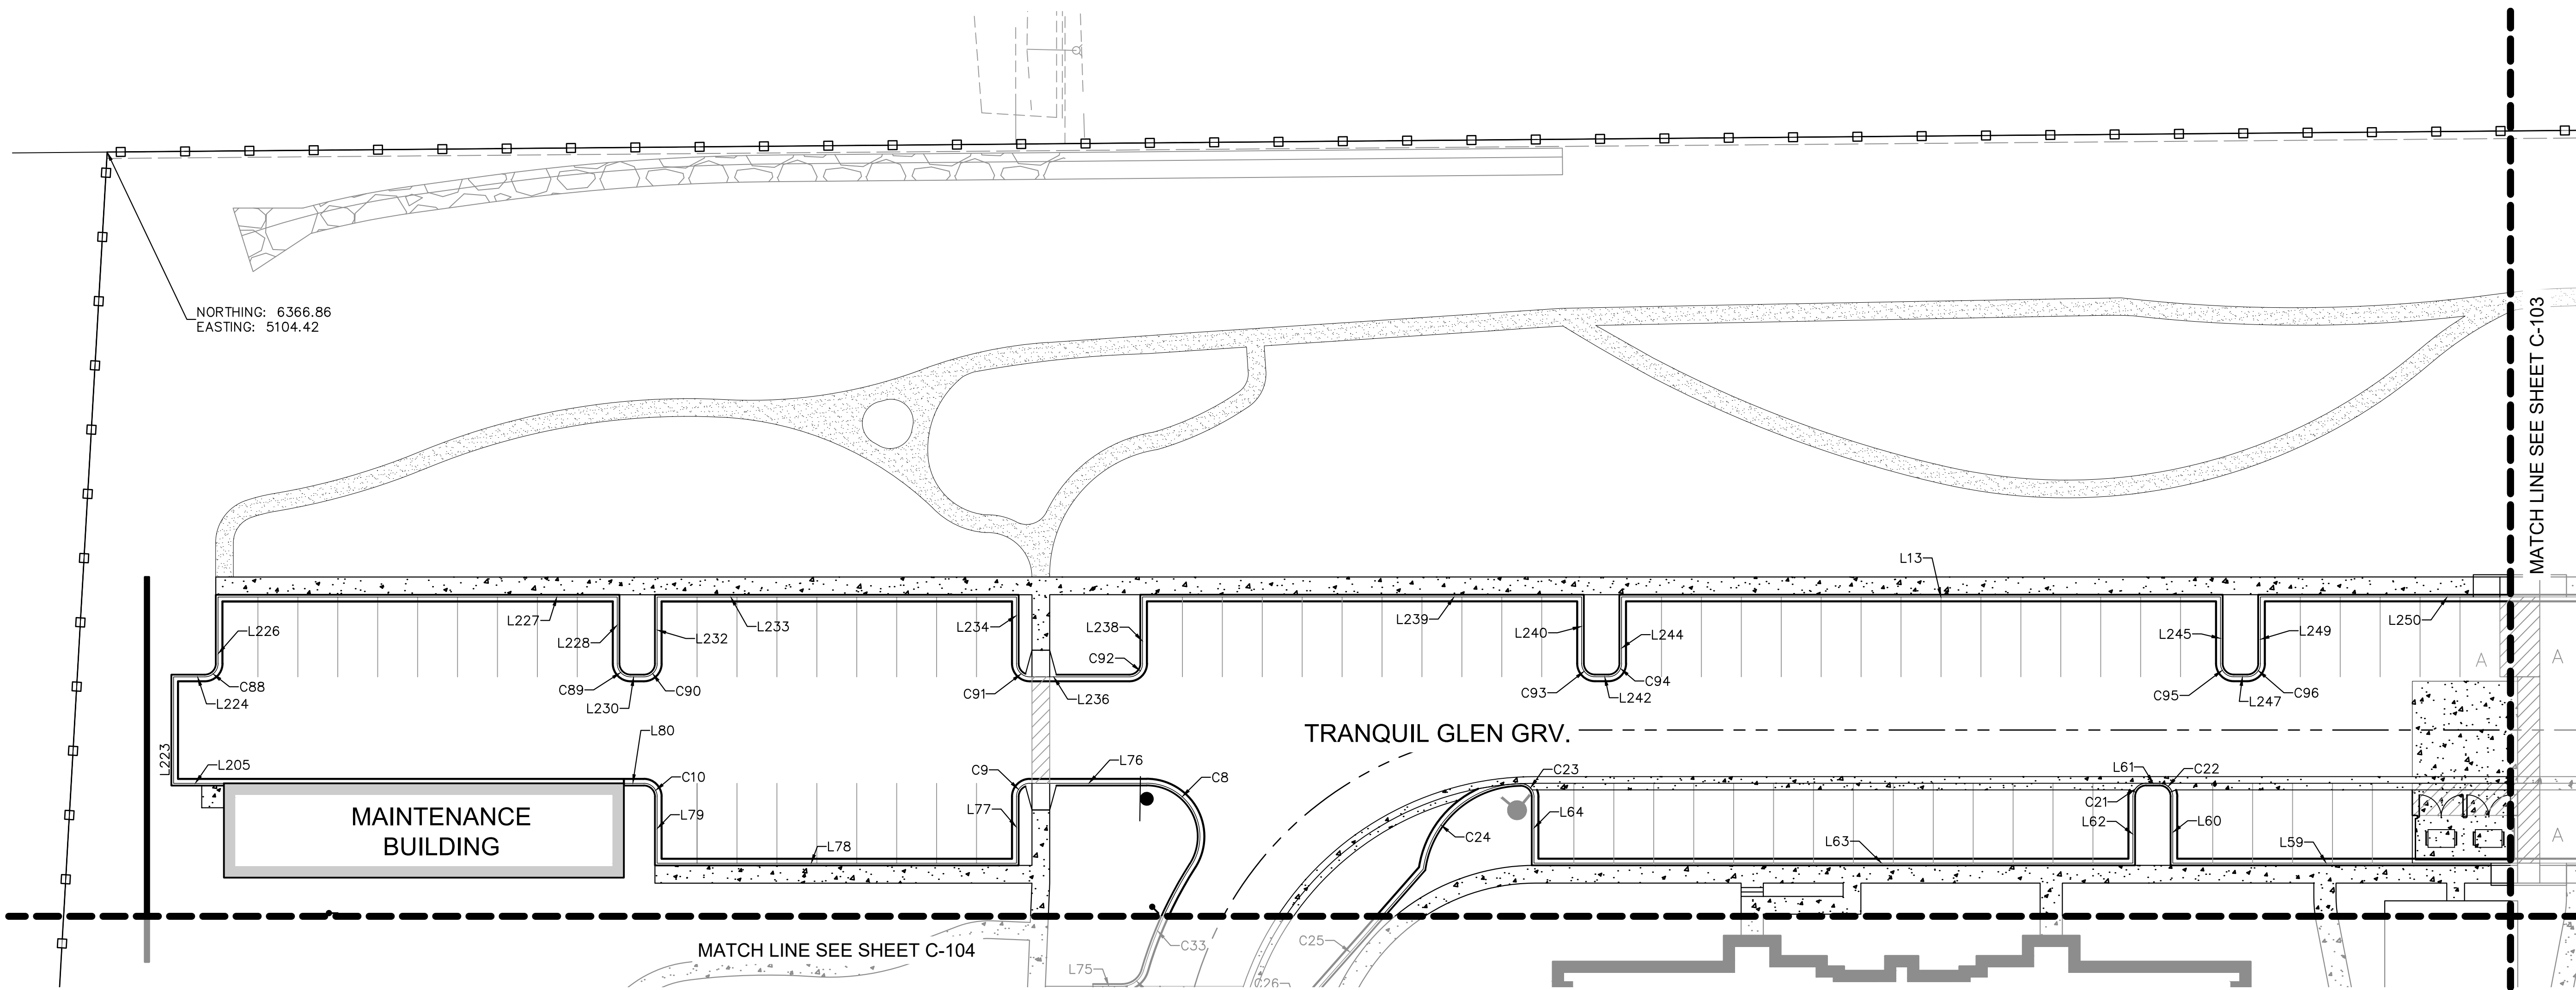 NORTHING: 6366.86
EASTING: 5104.42
MATCH LINE SEE SHEET C-103
L13
L226
L227
L228
L232
L233
L234
L238
L239
L240
L244
L245
L249
L250
C88
L224
C89
L230
C90
C91
L236
C92
C93
L242
C94
C95
L247
C96
A
A
TRANQUIL GLEN GRV.
L223
L205
L80
C10
C9
L76
C8
C23
L61
C22
MAINTENANCE
BUILDING
L79
L78
L77
C24
L64
L63
C21
L62
L60
L59
A
MATCH LINE SEE SHEET C-104
C33
L75
C25
C26